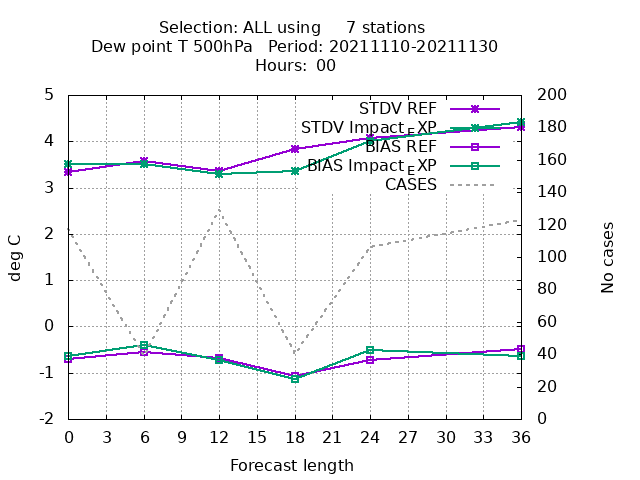 Selection: ALL using     7 stations
Dew point T 500hPa   Period: 20211110-20211130
Hours: 00
5
4
3
2
1
0
-1
-2
deg C
200
180
160
140
120
100
80
60
40
20
0
No cases
STDV REF
STDV Impact_EXP
BIAS REF
BIAS Impact_EXP
CASES
0 3 6 9 12 15 18 21 24 27 30 33 36
Forecast length